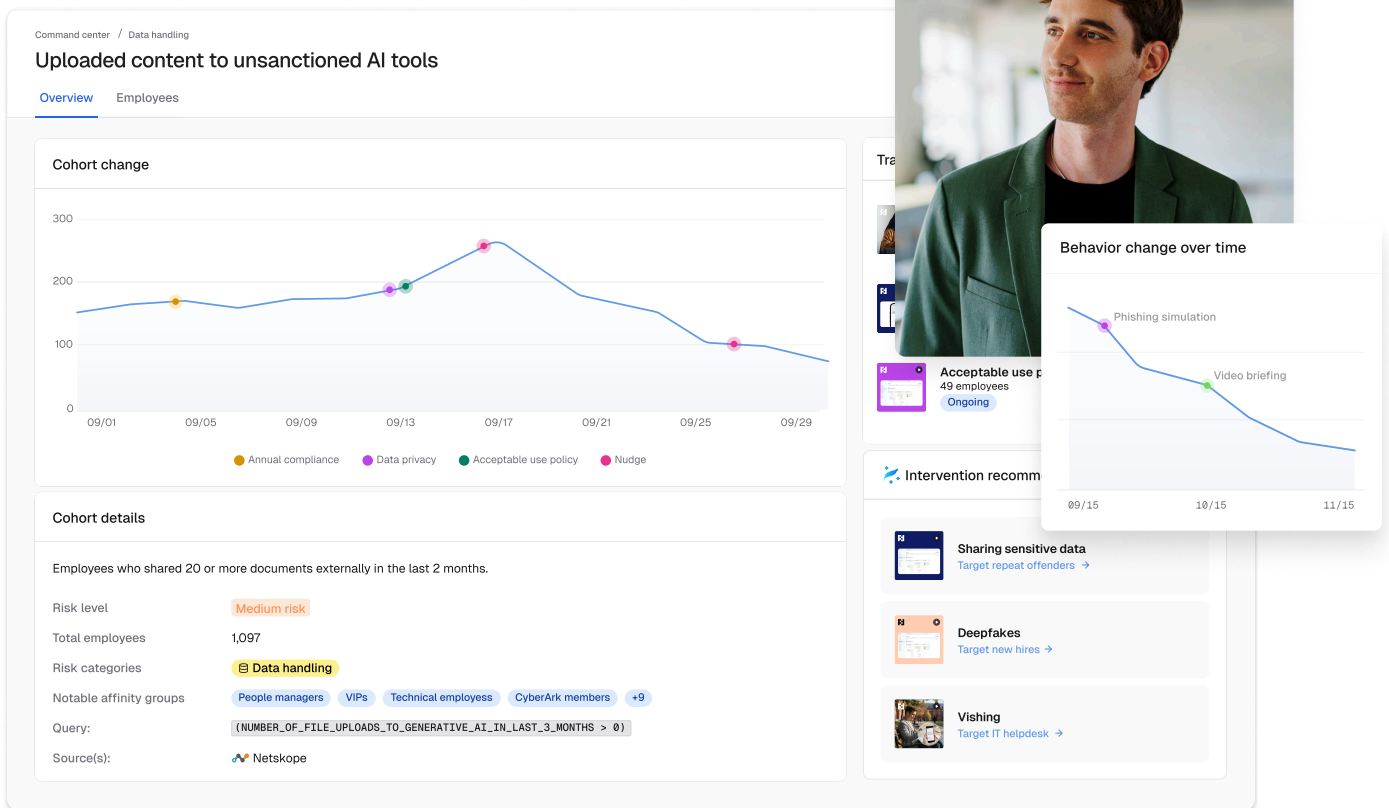 Command center / Data handling
Uploaded content to unsanctioned AI tools
Overview Employees
Cohort change
300
200
100
0
09/01 09/05 09/09 09/13 09/17 09/21 09/25 09/29
Annual compliance Data privacy Acceptable use policy Nudge
Cohort details
Employees who shared 20 or more documents externally in the last 2 months.
Risk level Medium risk
Total employees 1,097
Risk categories Data handling
Notable affinity groups People managers VIPs Technical employess CyberArk members +9
Query: (NUMBER_OF_FILE_UPLOADS_TO_GENERATIVE_AI_IN_LAST_3_MONTHS > 0)
Source(s): Netskope
Tra
Acceptable use p
49 employees
Ongoing
Behavior change over time
Phishing simulation
Video briefing
09/15 10/15 11/15
Intervention recomm
Sharing sensitive data
Target repeat offenders →
Deepfakes
Target new hires →
Vishing
Target IT helpdesk →